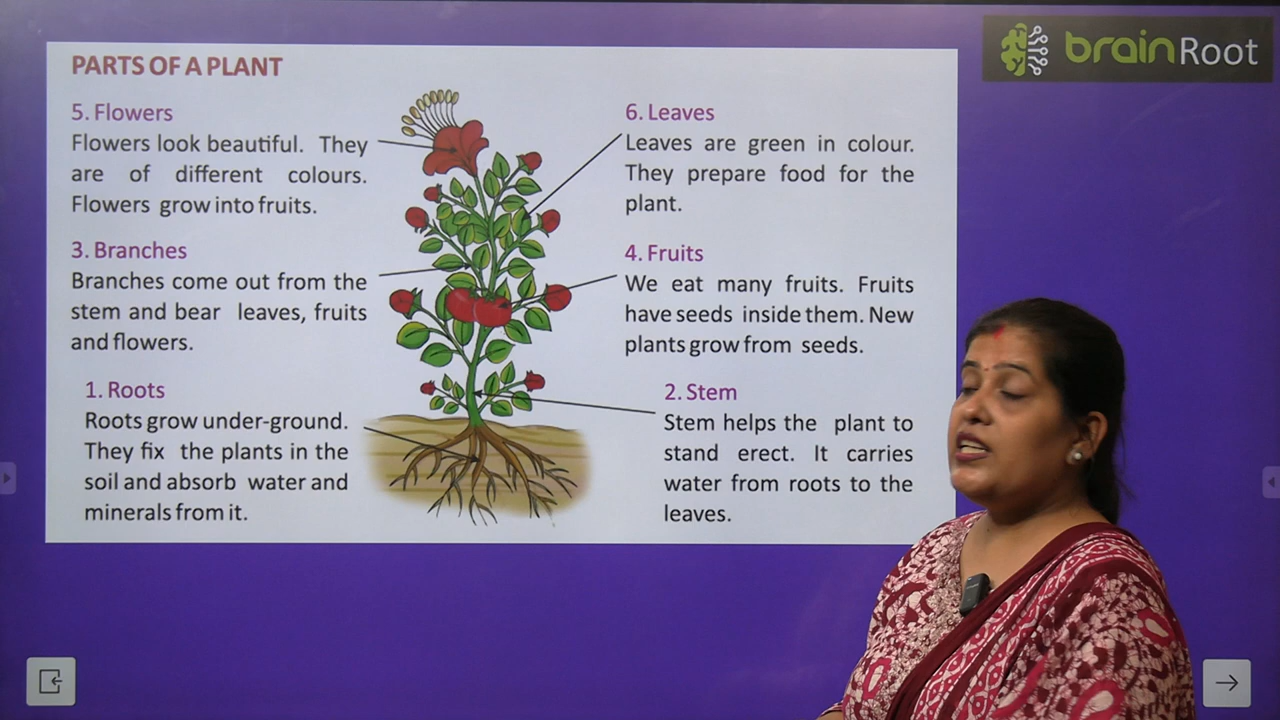 brainRoot
PARTS OF A PLANT
5. Flowers
Flowers look beautiful. They
are of different colours.
Flowers grow into fruits.
6. Leaves
Leaves are green in colour.
They prepare food for the
plant.
3. Branches
Branches come out from the
stem and bear leaves, fruits
and flowers.
4. Fruits
We eat many fruits. Fruits
have seeds inside them. New
plants grow from seeds.
1. Roots
Roots grow under-ground.
They fix the plants in the
soil and absorb water and
minerals from it.
2. Stem
Stem helps the plant to
stand erect. It carries
water from roots to the
leaves.